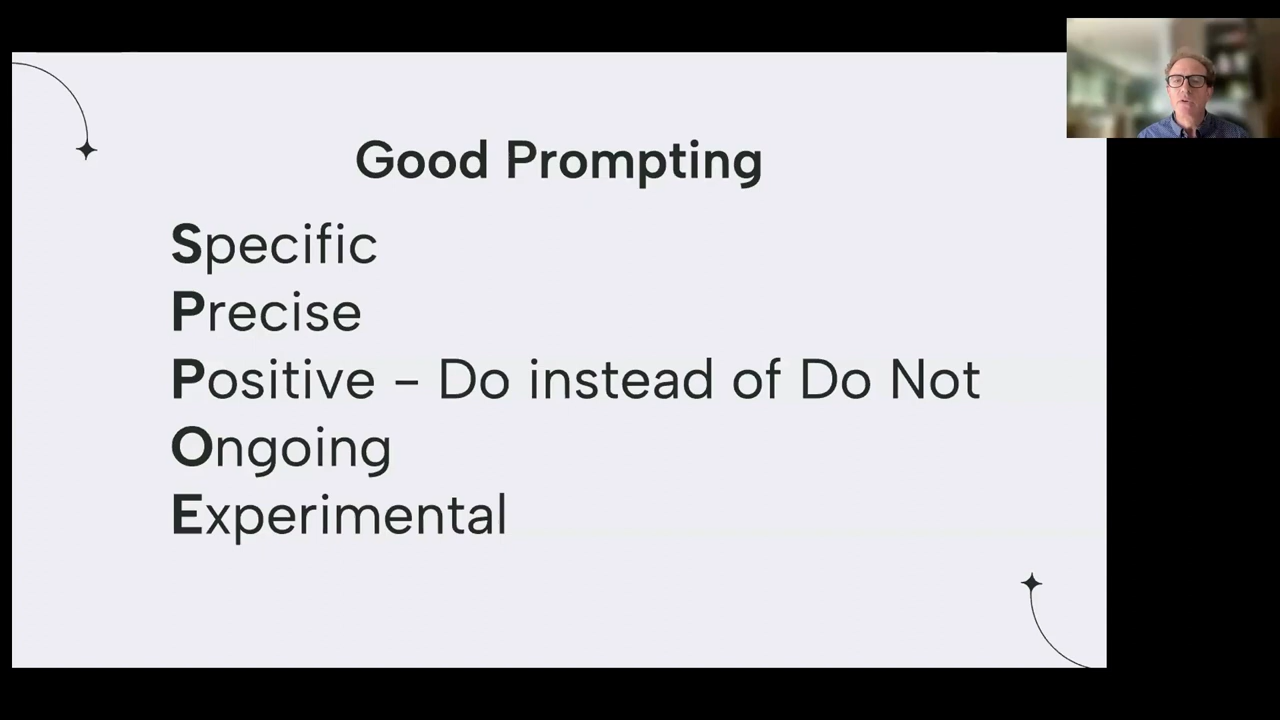 Good Prompting
Specific
Precise
Positive – Do instead of Do Not
Ongoing
Experimental